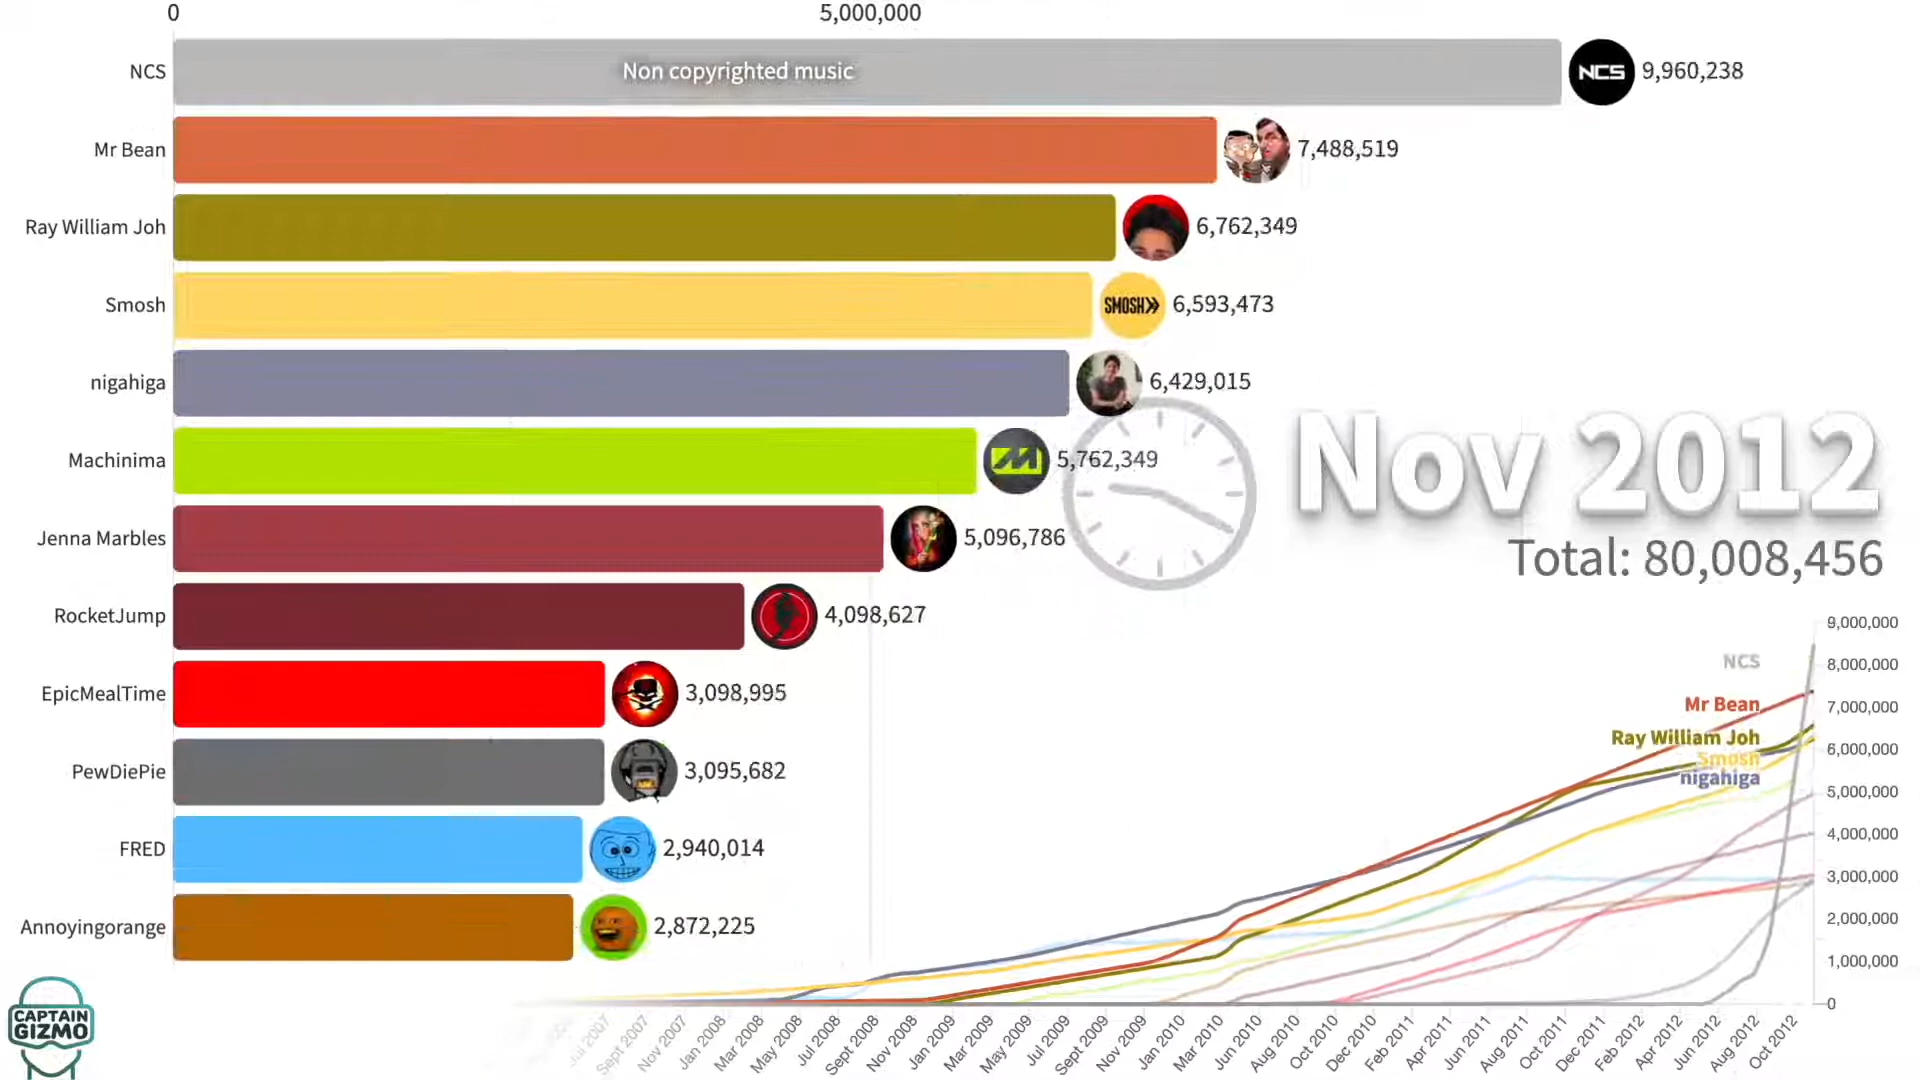 0 5,000,000
NCS Non copyrighted music NCS 9,960,238
Mr Bean 7,488,519
Ray William Joh 6,762,349
Smosh SMOSH 6,593,473
nigahiga 6,429,015
Machinima M 5,762,349
Jenna Marbles 5,096,786
RocketJump 4,098,627
EpicMealTime 3,098,995
PewDiePie 3,095,682
FRED 2,940,014
Annoyingorange 2,872,225
Nov 2012
Total: 80,008,456
9,000,000
NCS
8,000,000
Mr Bean
7,000,000
Ray William Joh
6,000,000
Smosh
nigahiga
5,000,000
4,000,000
3,000,000
2,000,000
1,000,000
0
Jul 2007 Sept 2007 Nov 2007 Jan 2008 Mar 2008 May 2008 Jul 2008 Sept 2008 Nov 2008 Jan 2009 Mar 2009 May 2009 Jul 2009 Sept 2009 Nov 2009 Jan 2010 Mar 2010 Jun 2010 Aug 2010 Oct 2010 Dec 2010 Feb 2011 Apr 2011 Jun 2011 Aug 2011 Oct 2011 Dec 2011 Feb 2012 Apr 2012 Jun 2012 Aug 2012 Oct 2012
CAPTAIN
GIZMO